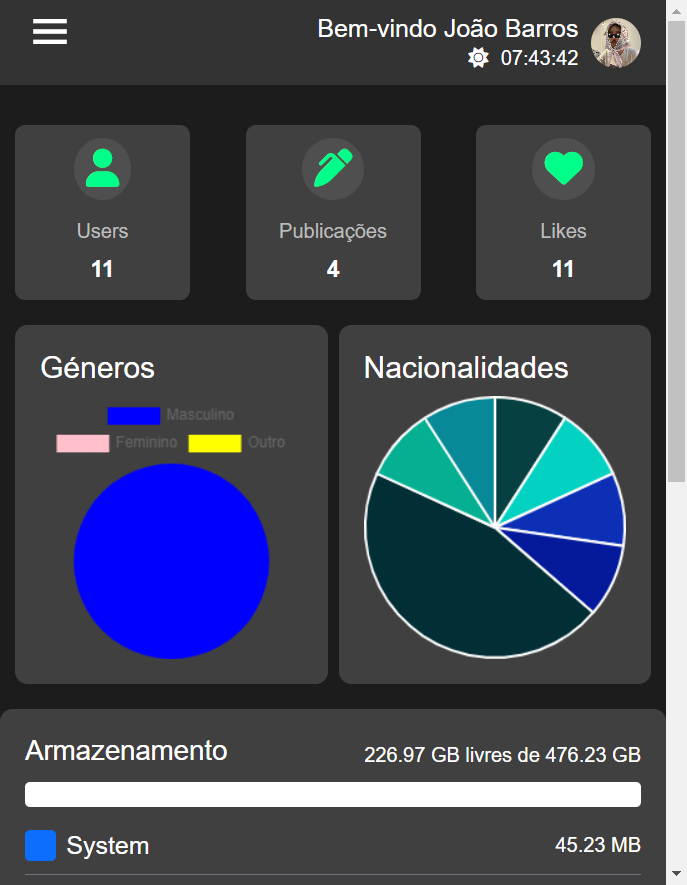 Bem-vindo João Barros
07:43:42
Users
11
Publicações
4
Likes
11
Géneros
Masculino
Feminino Outro
Nacionalidades
Armazenamento
226.97 GB livres de 476.23 GB
System
45.23 MB